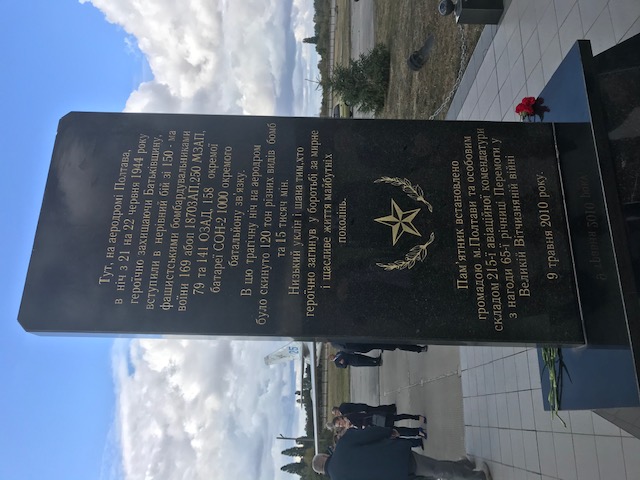 Тут, на аеродромі Полтава,
в ніч з 21 на 22 червня 1944 року
героїчно захищаючи Батьківщину,
вступили в нерівний бій зі 150 - ма
фашистськими бомбардувальниками
воїни 169 абон 1870ЗАП,250 МЗАП,
79 та 141 ОЗАД, 158 окремої
батареї СОН-2 1000 окремого
батальйону зв'язку.
В цю трагічну ніч на аеродром
було скинуто 120 тон різних видів бомб
та 15 тисяч мін.
Низький уклін і шана тим,хто
героїчно загинув у боротьбі за мирне
і щасливе життя майбутніх
поколінь.
Пам'ятник встановлено
громадою м.Полтави та особовим
складом 215-ї авіаційної комендатури
з нагоди 65-ї річниці Перемоги у
Великій Вітчизняній війні
9 травня 2010 року.